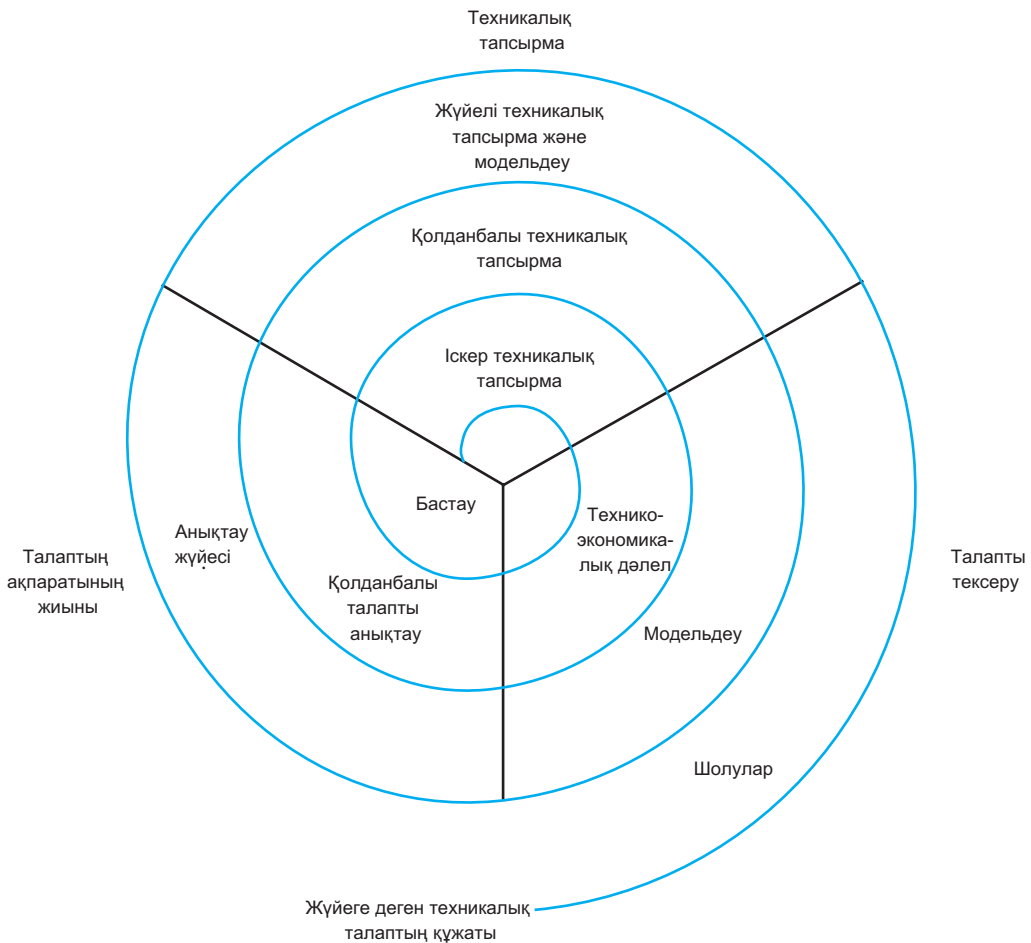 Техникалық
тапсырма
Жүйелі техникалық
тапсырма және
модельдеу
Қолданбалы техникалық
тапсырма
Іскер техникалық
тапсырма
Бастау
Технико-
экономика-
лық дәлел
Анықтау
жүйесі
Талаптың
ақпаратының
жиыны
Қолданбалы
талапты
анықтау
Талапты
тексеру
Модельдеу
Шолулар
Жүйеге деген техникалық
талаптың құжаты